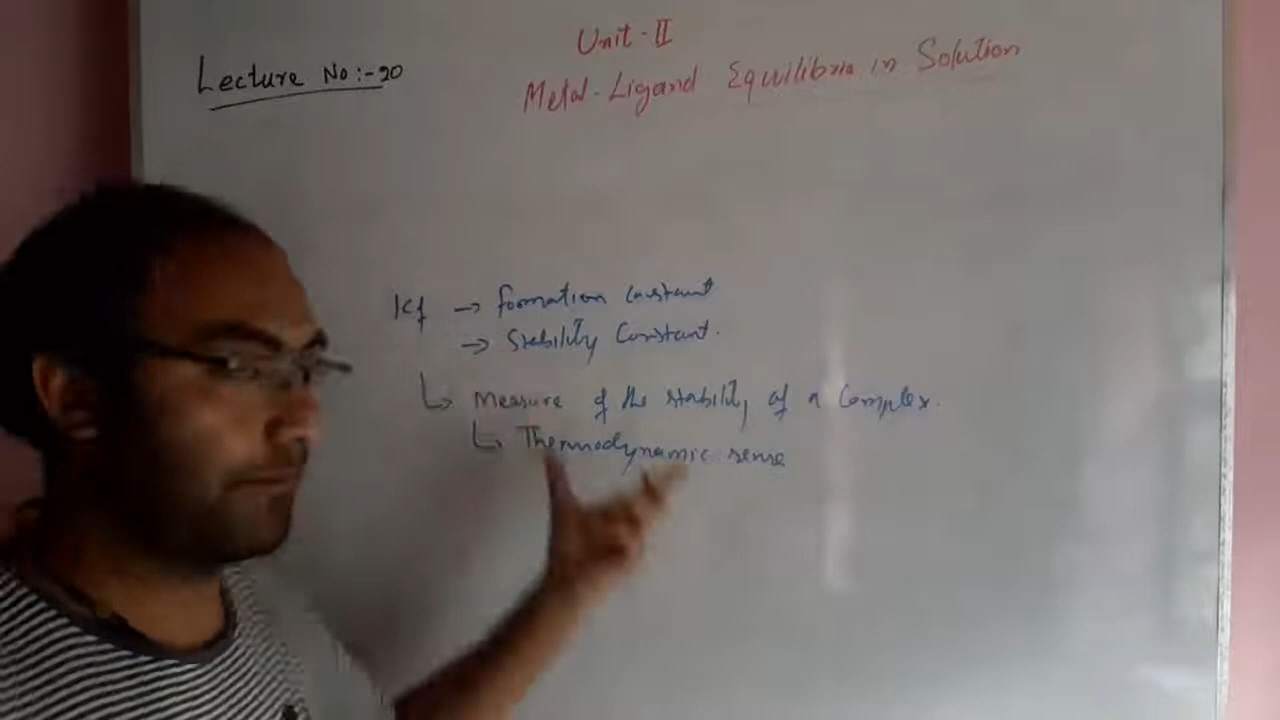 Unit-II
Lecture No:-20
Metal-Ligand Equilibria in Solution
Kf → formation constant
→ Stability Constant.
↳ Measure of the stability of a Complex.
↳ Thermodynamic sense